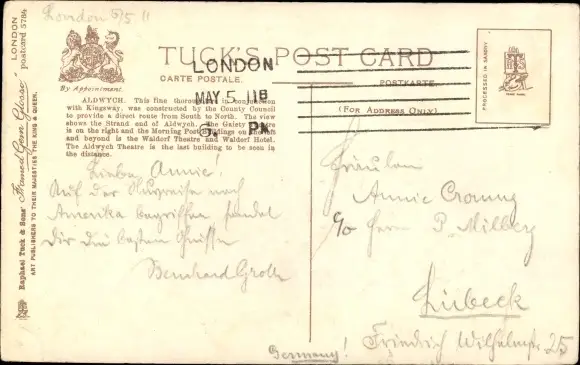 London 5/5 11
TUCK'S POST CARD
CARTE POSTALE.
POSTKARTE
(FOR ADDRESS ONLY)
By Appointment.
LONDON
MAY 5 11
PM
PROCESSED IN SAXONY
ALDWYCH. This fine thoroughfare in conjunction
with Kingsway, was constructed by the County Council
to provide a direct route from South to North. The view
shows the Strand end of Aldwych. The Gaiety Theatre
is on the right and the Morning Post Buildings on the left
and beyond is the Waldorf Theatre and Waldorf Hotel.
The Aldwych Theatre is the last building to be seen in
the distance.
Liebe Annie!
Auf der nach
Amerika begriffen sendet
Dir die besten Grüsse
Bernhard
Fräulein
Annie
c/o Herrn P. Milberg
Lübeck
Friedrich Wilhelmstr. 25
Germany!
Raphael Tuck & Sons' "Framed Gem Glosso" LONDON postcard 5784
ART PUBLISHERS TO THEIR MAJESTIES THE KING & QUEEN.